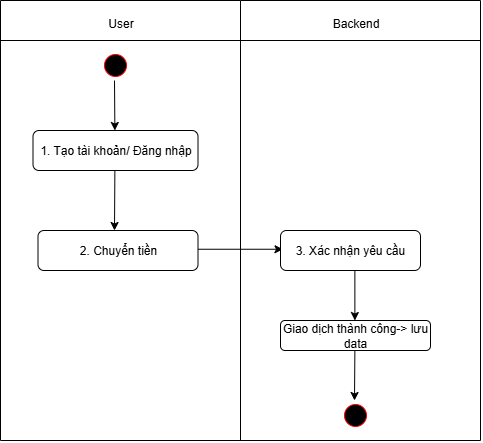 User
Backend
1. Tạo tài khoản/ Đăng nhập
2. Chuyển tiền
3. Xác nhận yêu cầu
Giao dịch thành công-> lưu
data